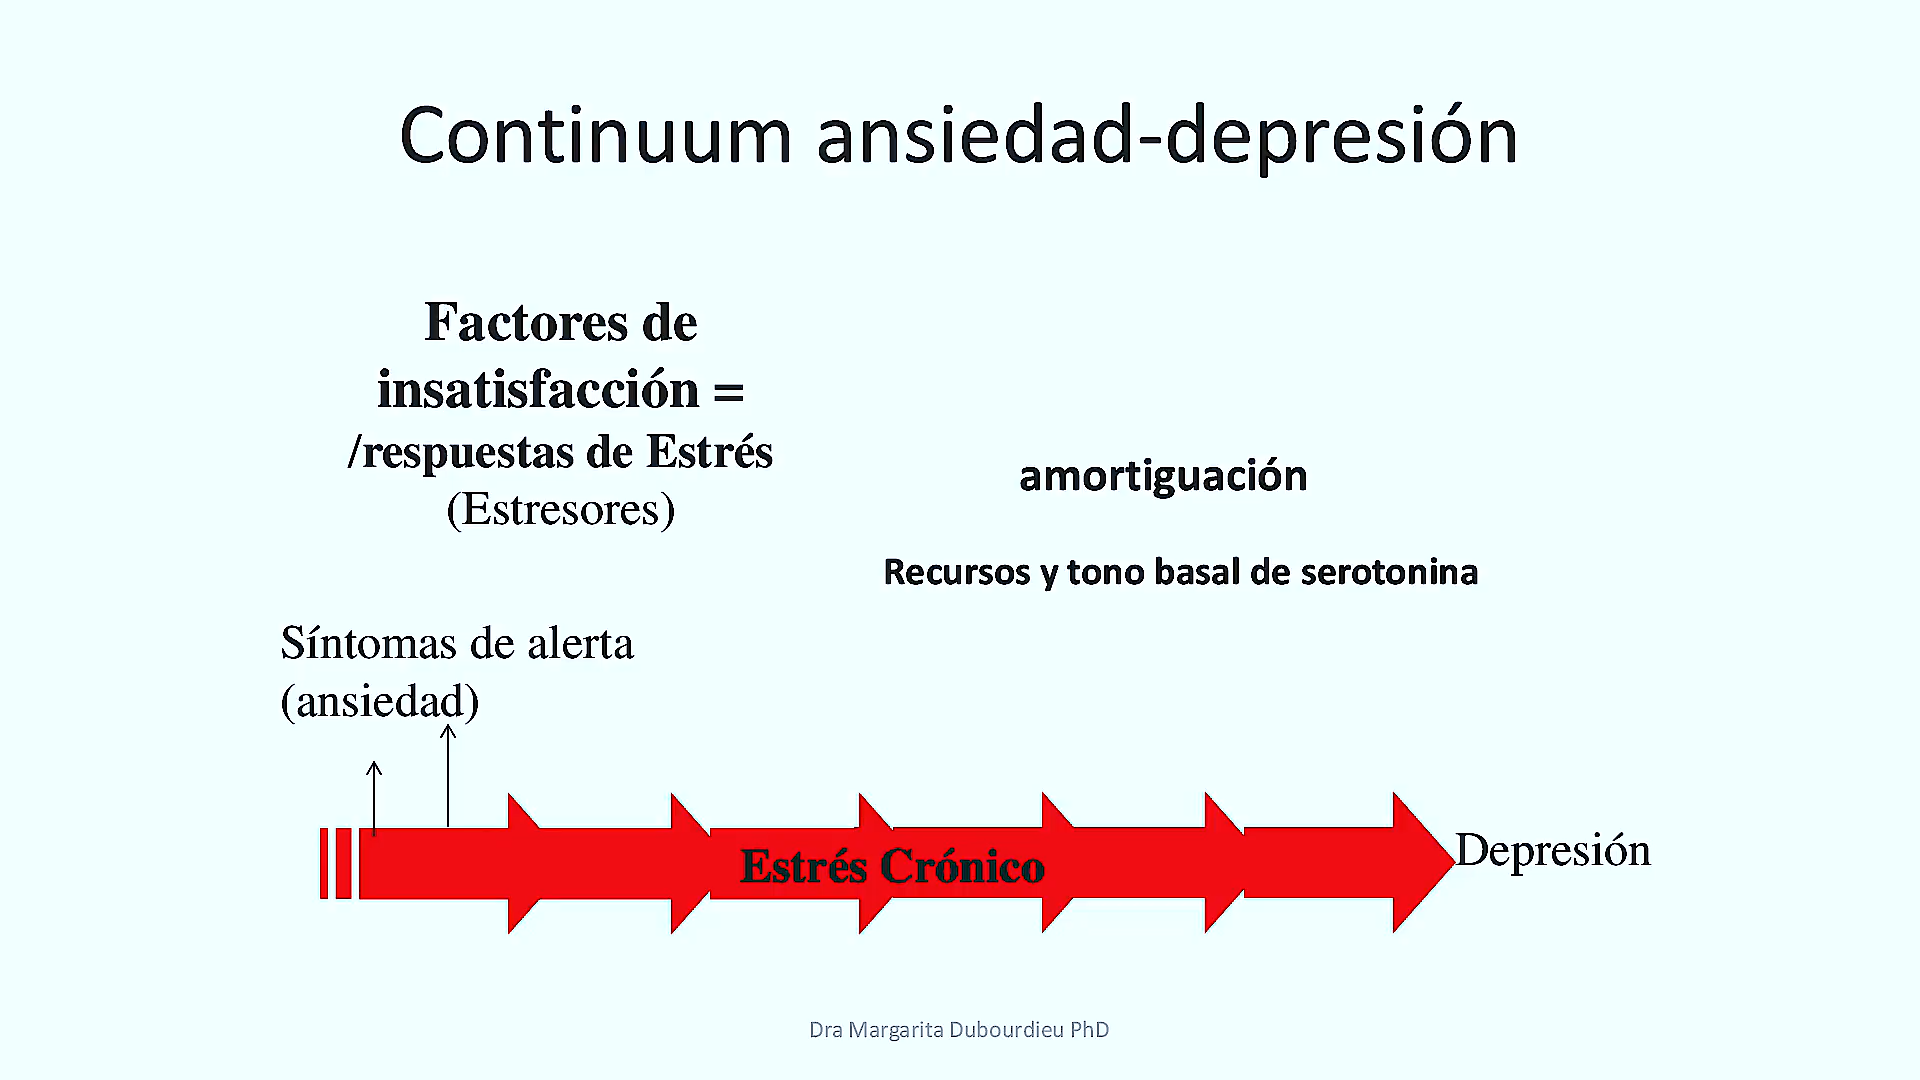 Continuum ansiedad-depresión
Factores de
insatisfacción =
/respuestas de Estrés
(Estresores)
amortiguación
Recursos y tono basal de serotonina
Síntomas de alerta
(ansiedad)
Estrés Crónico
Depresión
Dra Margarita Dubourdieu PhD